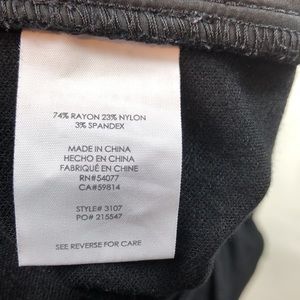 74% RAYON 23% NYLON
3% SPANDEX
MADE IN CHINA
HECHO EN CHINA
FABRIQUÉ EN CHINE
RN#54077
CA#59814
STYLE# 3107
PO# 215547
SEE REVERSE FOR CARE